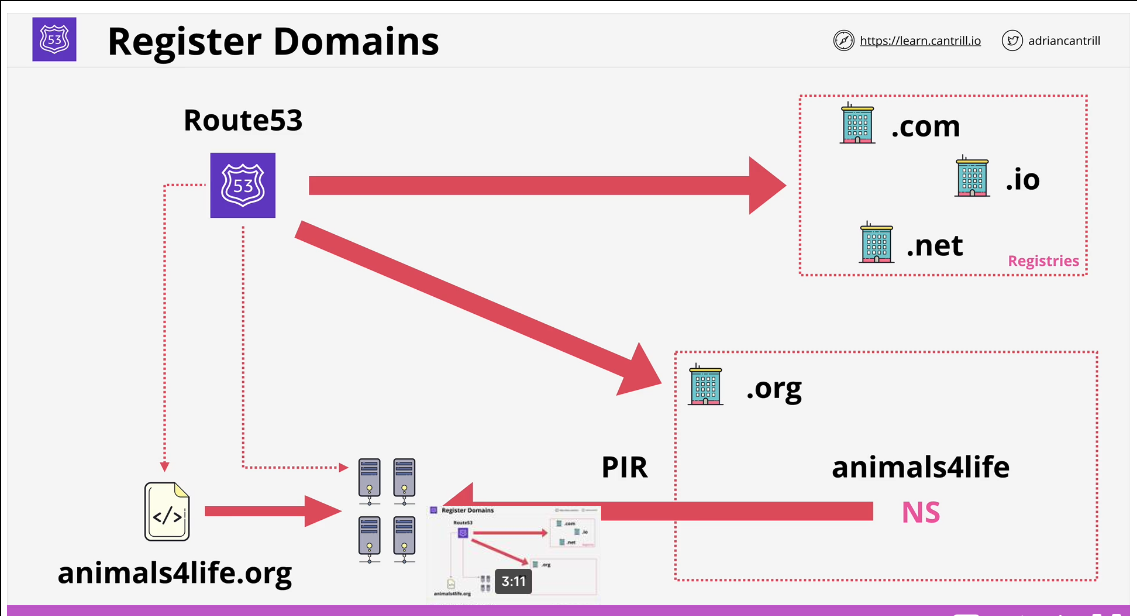 53
Register Domains
https://learn.cantrill.io
adriancantrill
Route53
53
.com
.io
.net
Registries
.org
PIR
animals4life
NS
</>
animals4life.org
Register Domains
Route53
.com
.io
.net
.org
animals4life.org
3:11